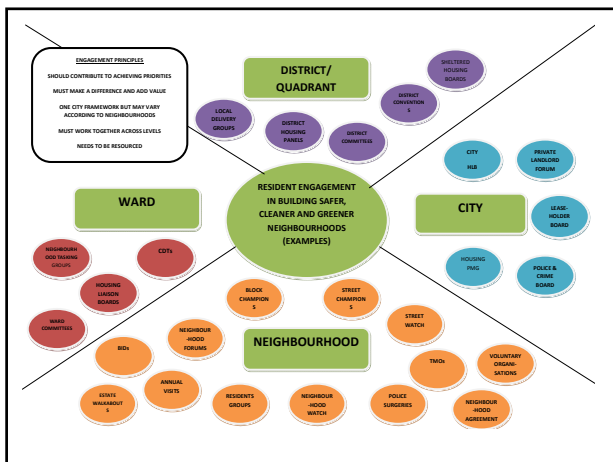 ENGAGEMENT PRINCIPLES
SHOULD CONTRIBUTE TO ACHIEVING PRIORITIES
MUST MAKE A DIFFERENCE AND ADD VALUE
ONE CITY FRAMEWORK BUT MAY VARY
ACCORDING TO NEIGHBOURHOODS
MUST WORK TOGETHER ACROSS LEVELS
NEEDS TO BE RESOURCED
DISTRICT/
QUADRANT
SHELTERED
HOUSING
BOARDS
DISTRICT
CONVENTION
S
LOCAL
DELIVERY
GROUPS
DISTRICT
HOUSING
PANELS
DISTRICT
COMMITTEES
RESIDENT ENGAGEMENT
IN BUILDING SAFER,
CLEANER AND GREENER
NEIGHBOURHOODS
(EXAMPLES)
CITY
HLB
PRIVATE
LANDLORD
FORUM
CITY
LEASE-
HOLDER
BOARD
HOUSING
PMG
POLICE &
CRIME
BOARD
WARD
NEIGHBOURH
OOD TASKING
GROUPS
CDTs
HOUSING
LIAISON
BOARDS
WARD
COMMITTEES
BLOCK
CHAMPION
S
STREET
CHAMPION
S
NEIGHBOURHOOD
STREET
WATCH
NEIGHBOUR
-HOOD
FORUMS
BIDs
ANNUAL
VISITS
ESTATE
WALKABOUT
S
RESIDENTS
GROUPS
NEIGHBOUR
-HOOD
WATCH
POLICE
SURGERIES
TMOs
VOLUNTARY
ORGANI-
SATIONS
NEIGHBOUR
-HOOD
AGREEMENT